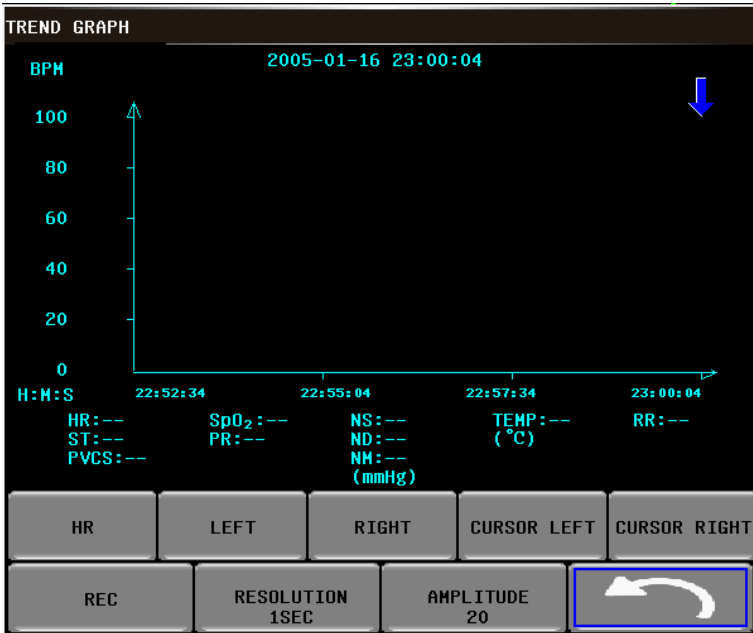 TREND GRAPH
BPM
2005-01-16 23:00:04
100
80
60
40
20
0
H:M:S 22:52:34 22:55:04 22:57:34 23:00:04
HR:-- SpO₂:-- NS:-- TEMP:-- RR:--
ST:-- PR:-- ND:-- (°C)
PVCS:-- NM:--
(mmHg)
HR LEFT RIGHT CURSOR LEFT CURSOR RIGHT
REC RESOLUTION AMPLITUDE
1SEC 20